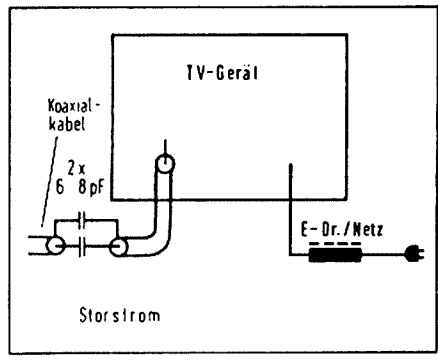 TV-Gerät
Koaxial-
kabel
2x
6 8pF
E-Dr./Netz
Storstrom